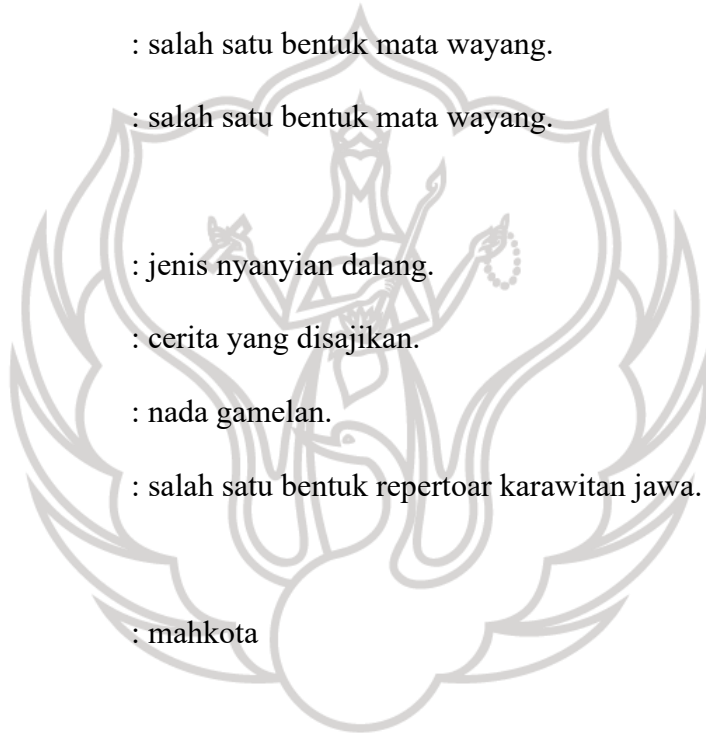 : salah satu bentuk mata wayang.
: salah satu bentuk mata wayang.
: jenis nyanyian dalang.
: cerita yang disajikan.
: nada gamelan.
: salah satu bentuk repertoar karawitan jawa.
: mahkota